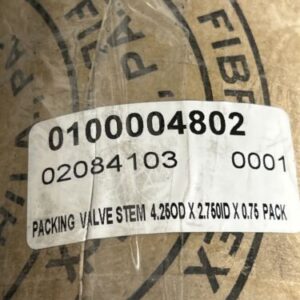 0100004802
02084103 0001
PACKING VALVE STEM 4.25OD X 2.750ID X 0.75 PACK